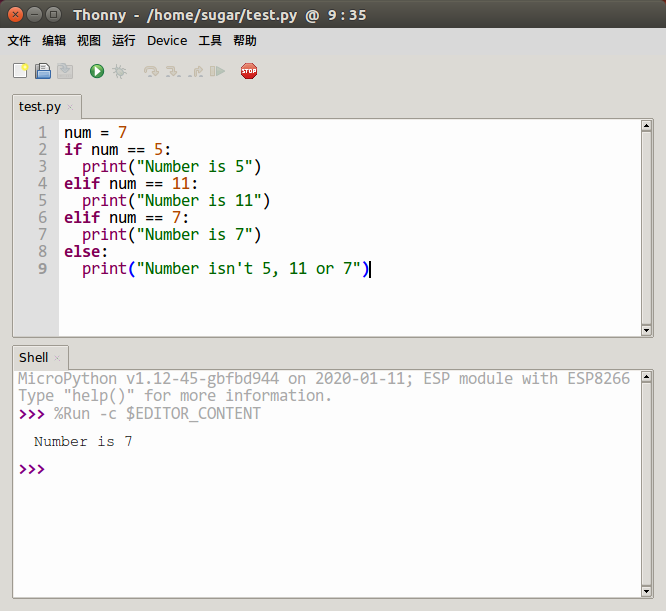 Thonny - /home/sugar/test.py @ 9:35
文件 编辑 视图 运行 Device 工具 帮助
STOP
test.py
1 num = 7
2 if num == 5:
3   print("Number is 5")
4 elif num == 11:
5   print("Number is 11")
6 elif num == 7:
7   print("Number is 7")
8 else:
9   print("Number isn't 5, 11 or 7")
Shell
MicroPython v1.12-45-gbfbd944 on 2020-01-11; ESP module with ESP8266
Type "help()" for more information.
>>> %Run -c $EDITOR_CONTENT
Number is 7
>>>